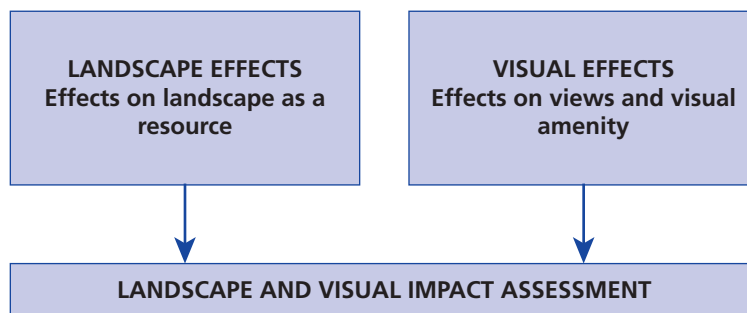 LANDSCAPE EFFECTS
Effects on landscape as a
resource
VISUAL EFFECTS
Effects on views and visual
amenity
LANDSCAPE AND VISUAL IMPACT ASSESSMENT